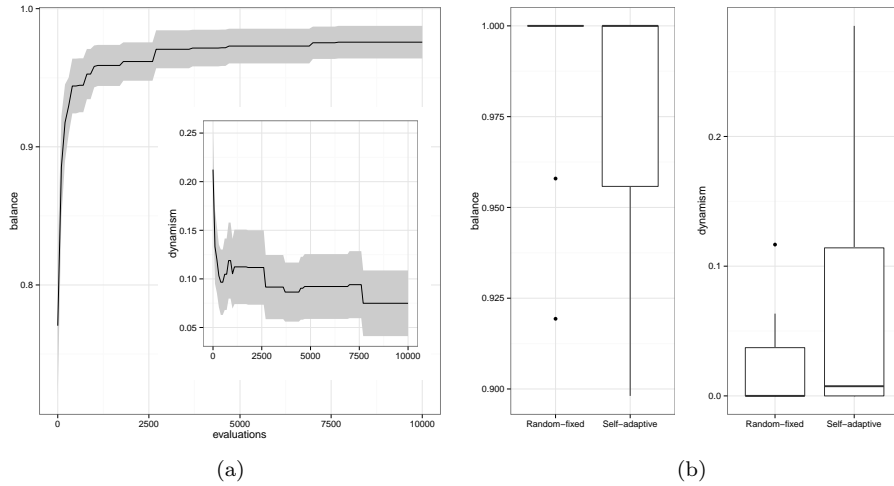 1.0
0.9
0.8
balance
0
2500
5000
7500
10000
evaluations
0.25
0.20
0.15
0.10
0.05
dynamism
0
2500
5000
7500
10000
(a)
1.000
0.975
0.950
0.925
0.900
balance
Random−fixed
Self−adaptive
0.2
0.1
0.0
dynamism
Random−fixed
Self−adaptive
(b)